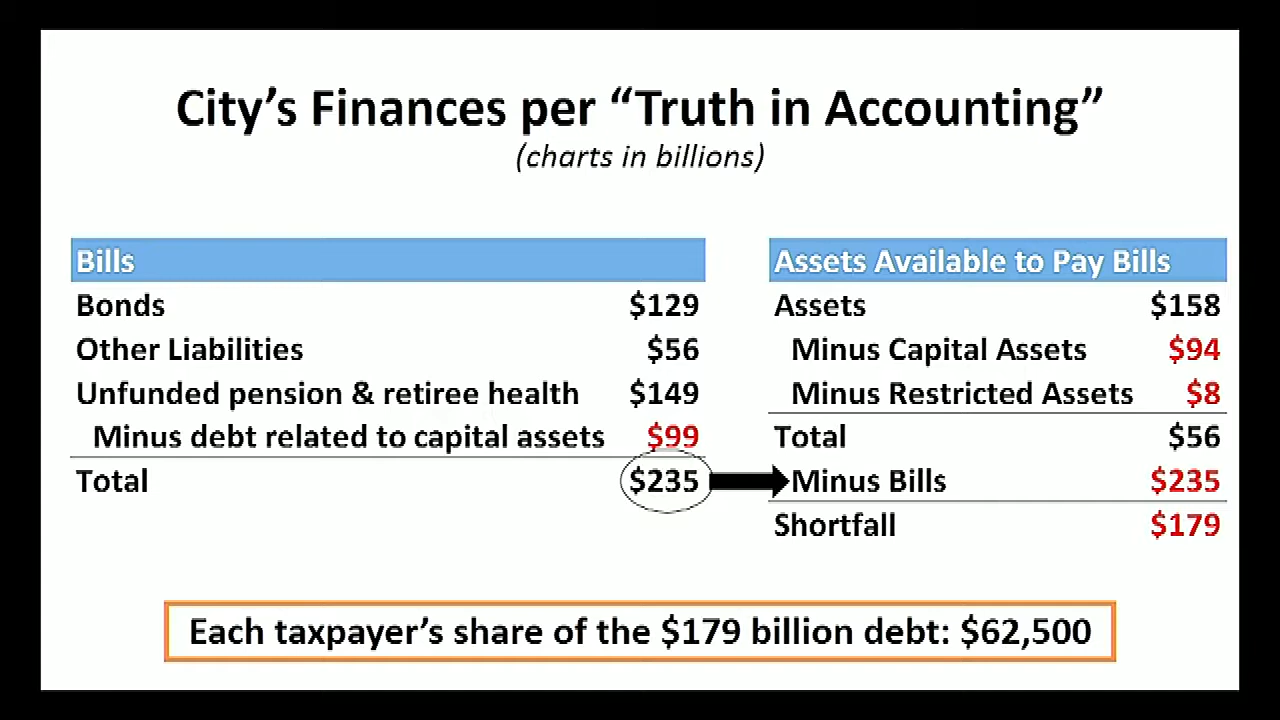 City's Finances per “Truth in Accounting”
(charts in billions)
Bills
Bonds $129
Other Liabilities $56
Unfunded pension & retiree health $149
Minus debt related to capital assets $99
Total $235
Assets Available to Pay Bills
Assets $158
Minus Capital Assets $94
Minus Restricted Assets $8
Total $56
Minus Bills $235
Shortfall $179
Each taxpayer's share of the $179 billion debt: $62,500